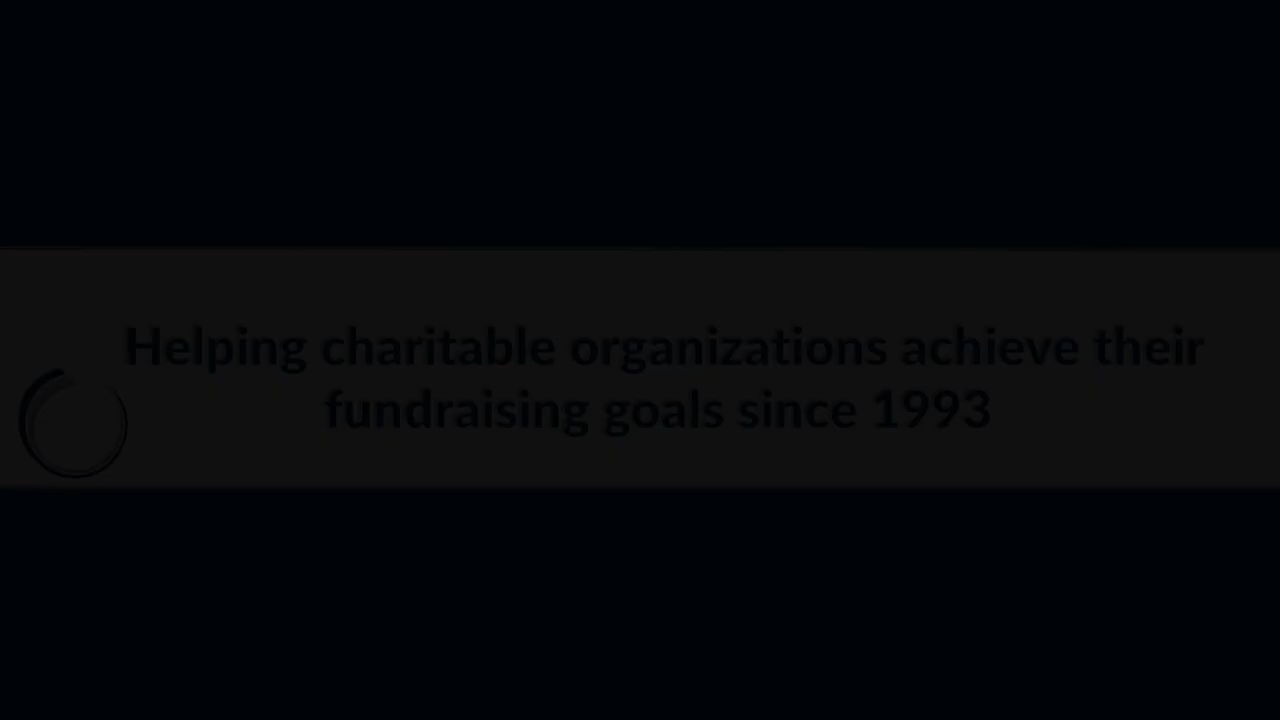 Helping charitable organizations achieve their
fundraising goals since 1993